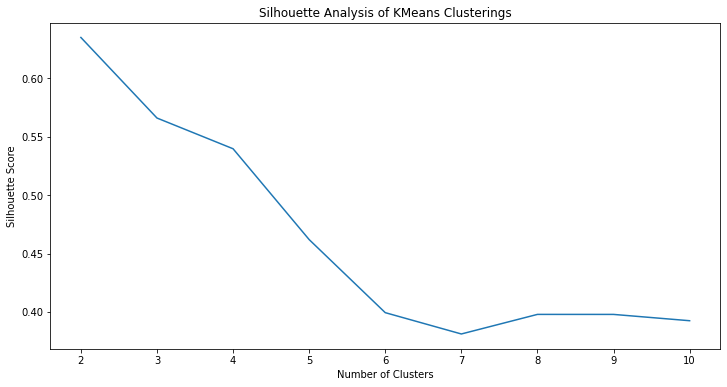 Silhouette Analysis of KMeans Clusterings
0.60
0.55
0.50
0.45
0.40
Silhouette Score
2 3 4 5 6 7 8 9 10
Number of Clusters